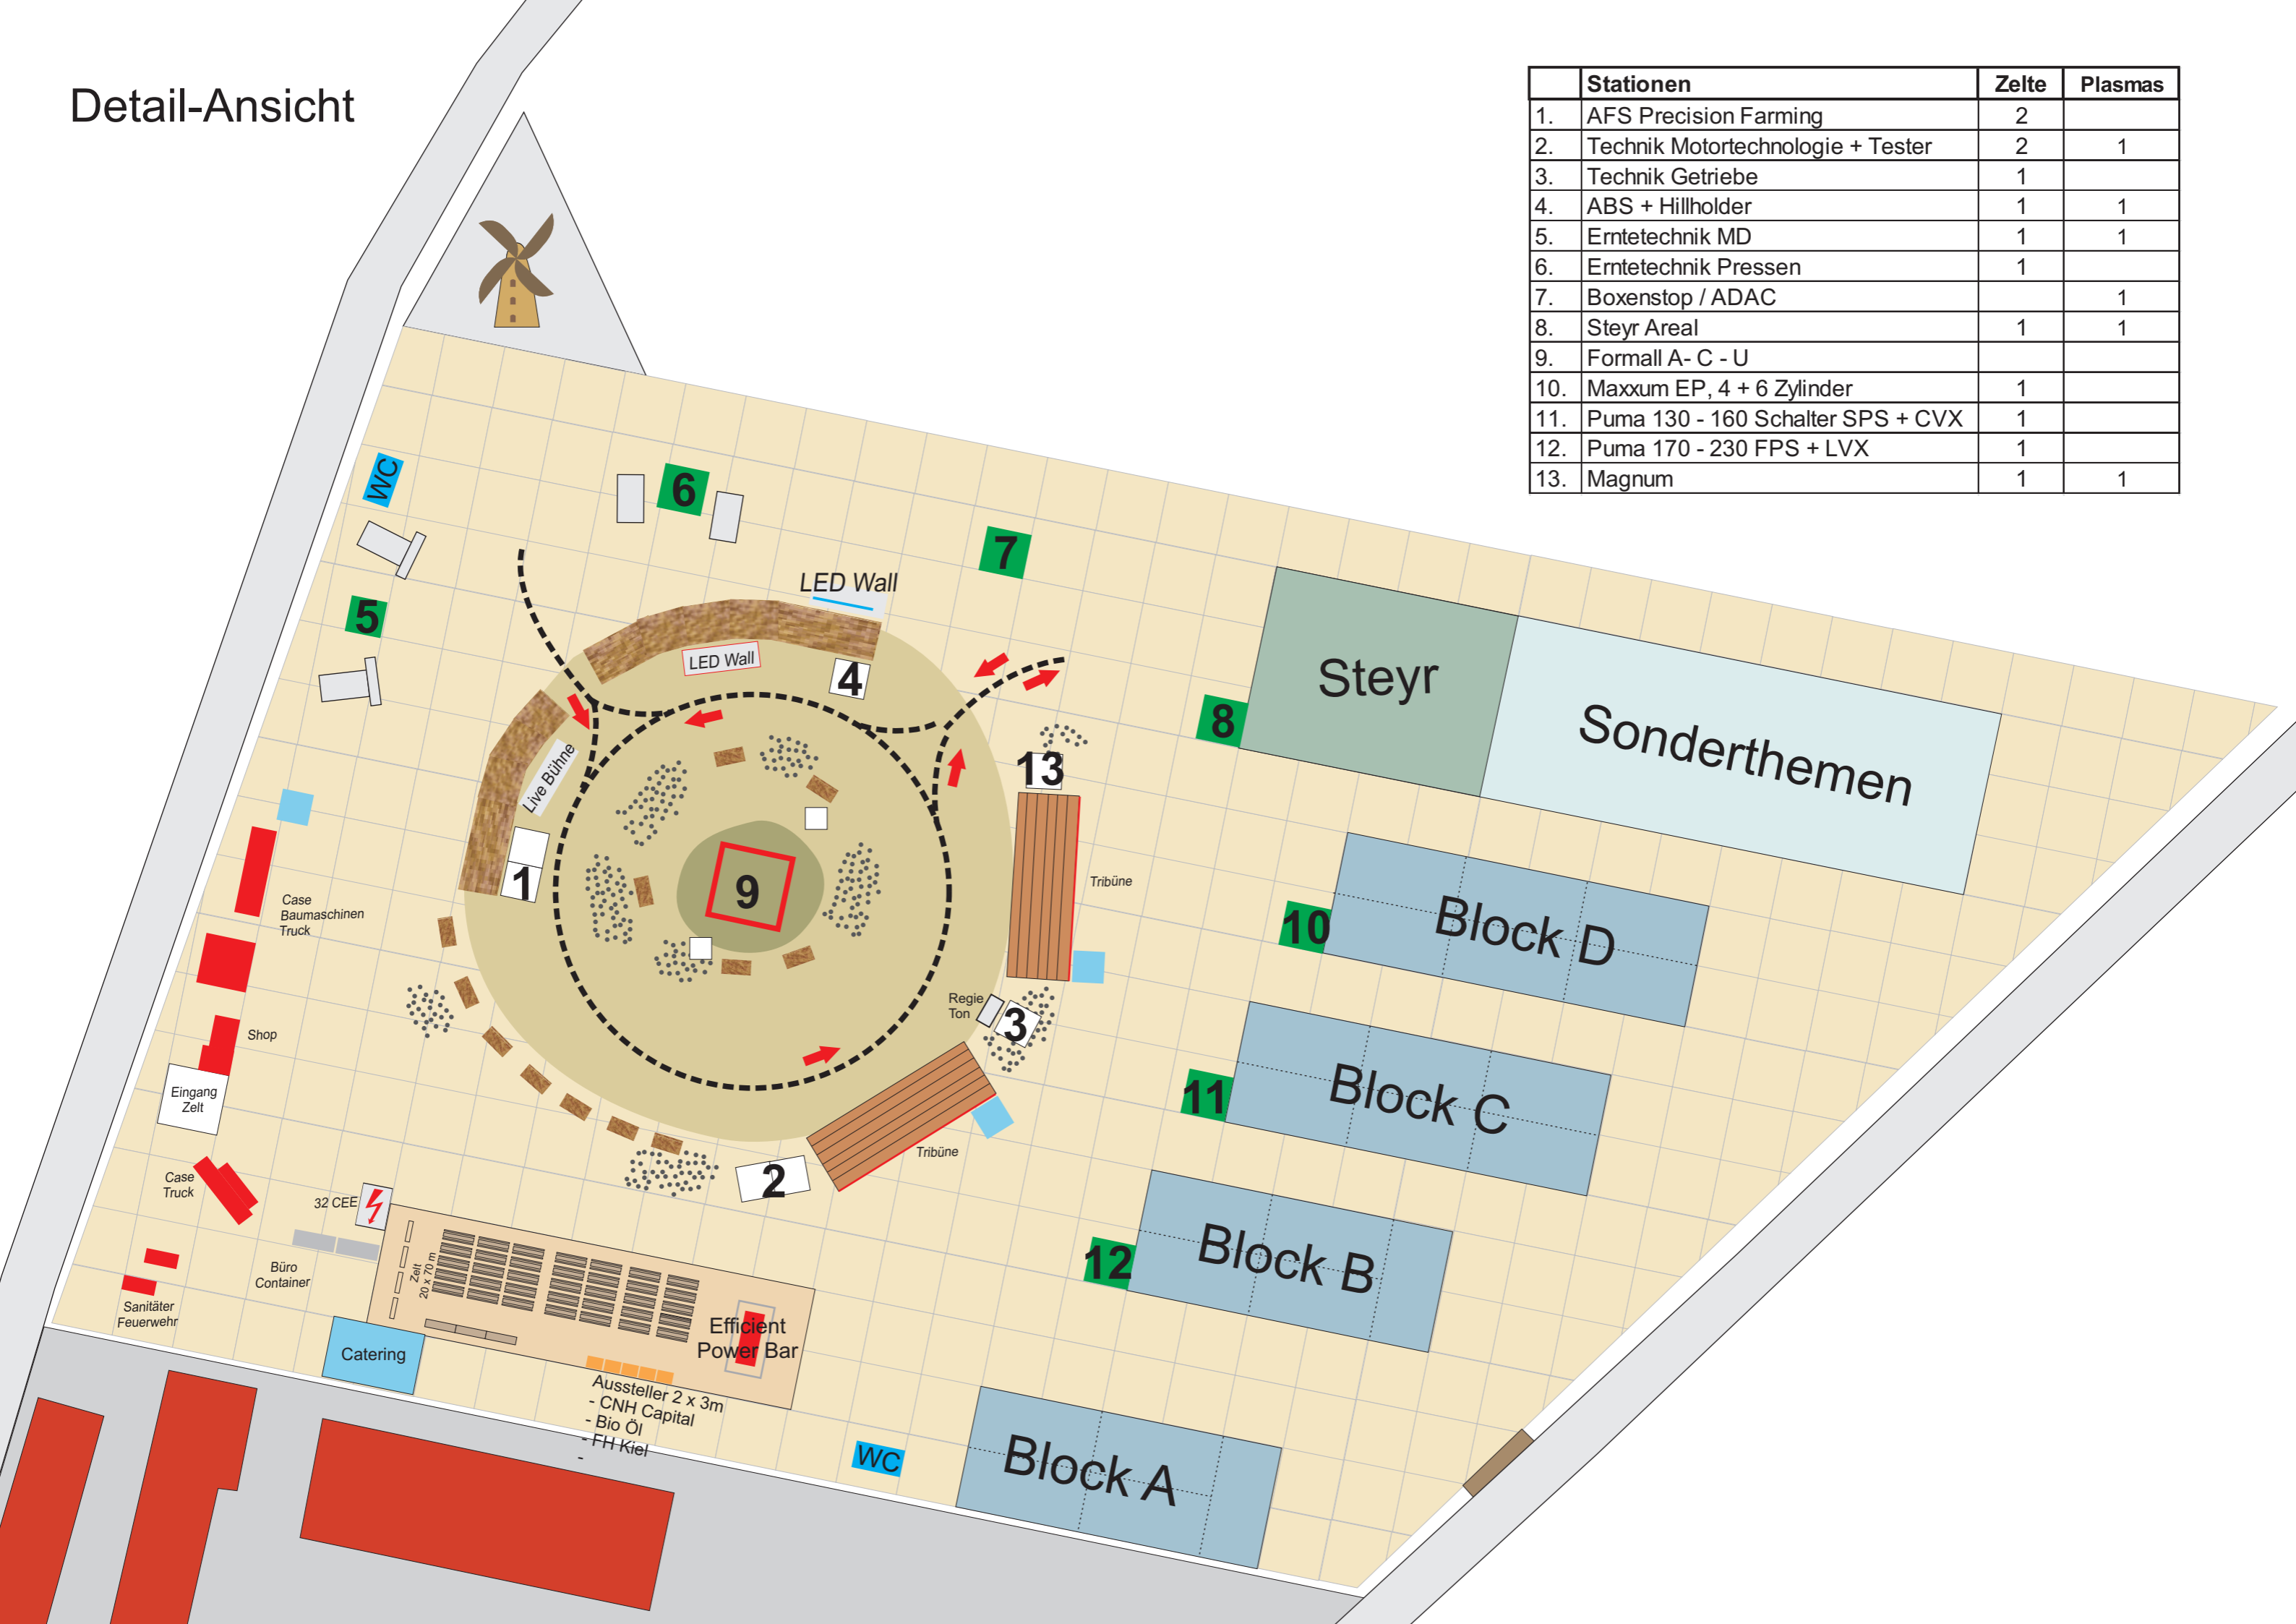 Detail-Ansicht
Stationen Zelte Plasmas
1. AFS Precision Farming 2
2. Technik Motortechnologie + Tester 2 1
3. Technik Getriebe 1
4. ABS + Hillholder 1 1
5. Erntetechnik MD 1 1
6. Erntetechnik Pressen 1
7. Boxenstop / ADAC 1
8. Steyr Areal 1 1
9. Formall A- C - U
10. Maxxum EP, 4 + 6 Zylinder 1
11. Puma 130 - 160 Schalter SPS + CVX 1
12. Puma 170 - 230 FPS + LVX 1
13. Magnum 1 1
WC
6
7
5
LED Wall
LED Wall
4
Steyr
8
Sonderthemen
13
Live Bühne
1
9
Tribüne
Case
Baumaschinen
Truck
10
Block D
Regie
Ton
3
Shop
Eingang
Zelt
11
Block C
Tribüne
2
Case
Truck
32 CEE
12
Block B
Büro
Container
Zelt
20 x 70 m
Sanitäter
Feuerwehr
Efficient
Power Bar
Catering
Aussteller 2 x 3m
- CNH Capital
- Bio Öl
- FH Kiel
-
WC
Block A